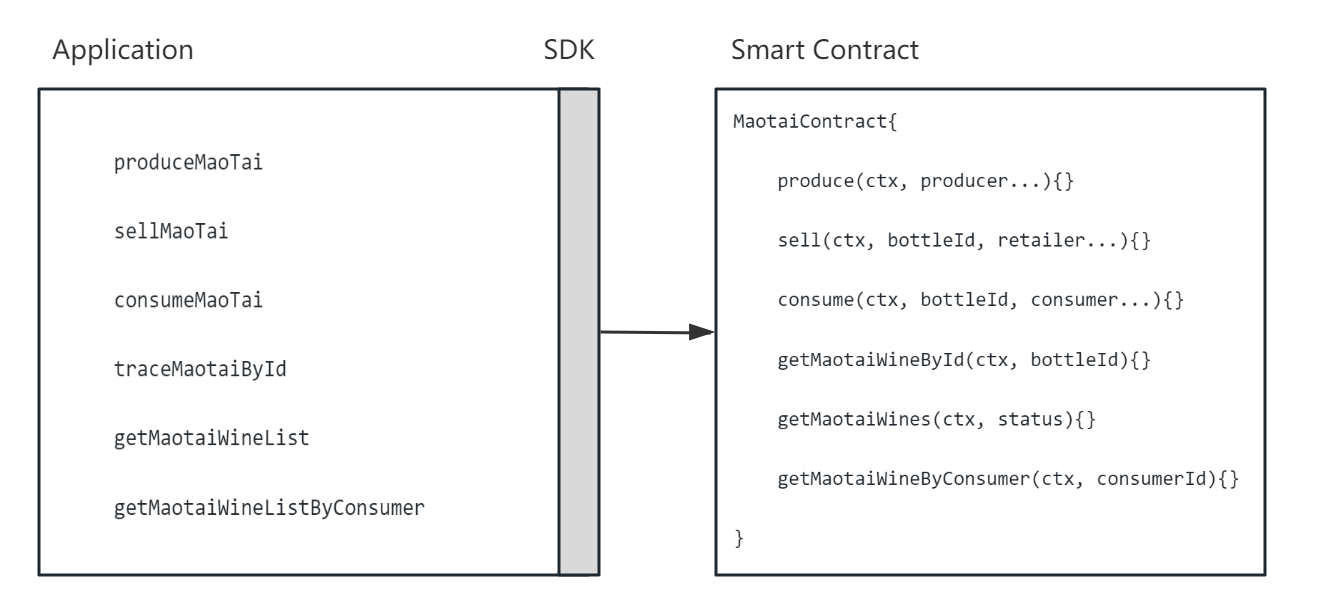 Application
SDK
produceMaoTai
sellMaoTai
consumeMaoTai
traceMaotaiById
getMaotaiWineList
getMaotaiWineListByConsumer
Smart Contract
MaotaiContract{
produce(ctx, producer...){}
sell(ctx, bottleId, retailer...){}
consume(ctx, bottleId, consumer...){}
getMaotaiWineById(ctx, bottleId){}
getMaotaiWines(ctx, status){}
getMaotaiWineByConsumer(ctx, consumerId){}
}